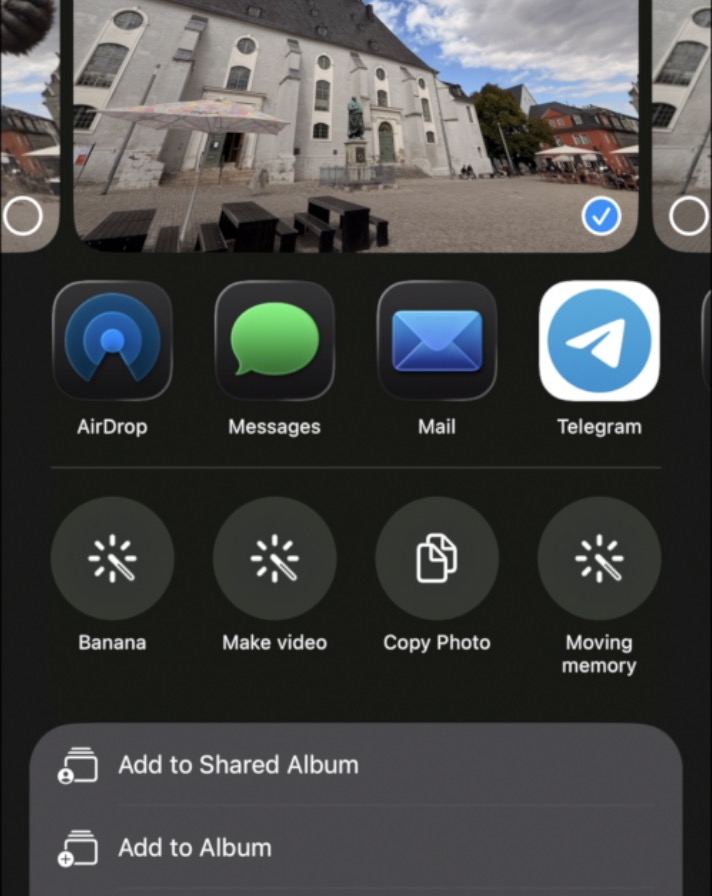 AirDrop
Messages
Mail
Telegram
Banana
Make video
Copy Photo
Moving
memory
Add to Shared Album
Add to Album